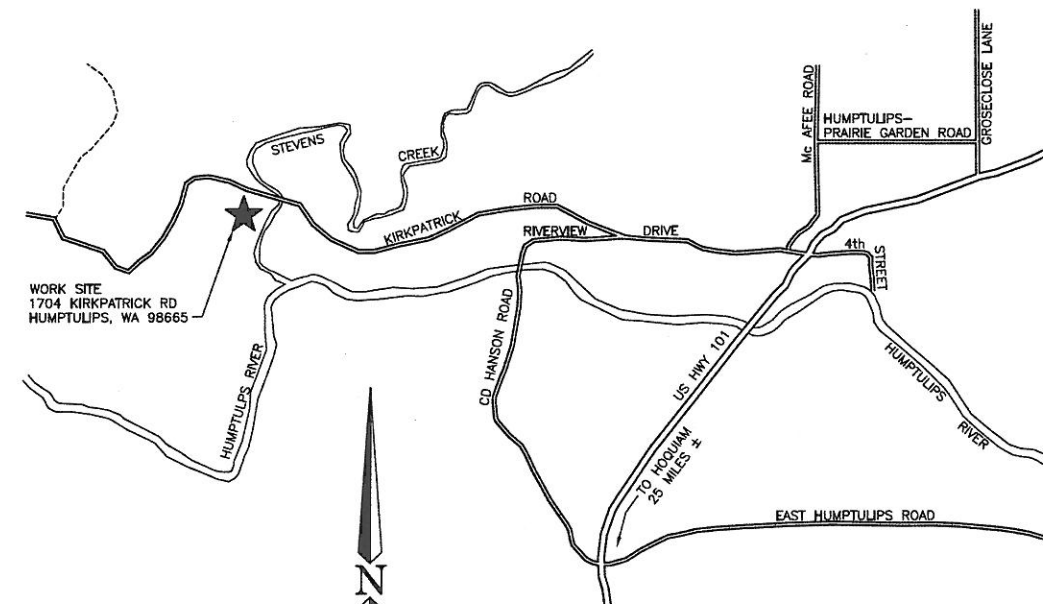 GROSECLOSE LANE
Mc AFEE ROAD
HUMPTULIPS-
PRAIRIE GARDEN ROAD
STEVENS
CREEK
KIRKPATRICK
ROAD
RIVERVIEW
DRIVE
4th
STREET
WORK SITE
1704 KIRKPATRICK RD
HUMPTULIPS, WA 98665
CD HANSON ROAD
US HWY 101
HUMPTULPS RIVER
HUMPTULIPS
RIVER
TO HOQUIAM
25 MILES ±
EAST HUMPTULIPS ROAD
N